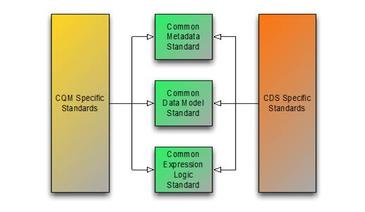 CQM Specific
Standards
Common
Metadata
Standard
Common
Data Model
Standard
Common
Expression
Logic
Standard
CDS Specific
Standards